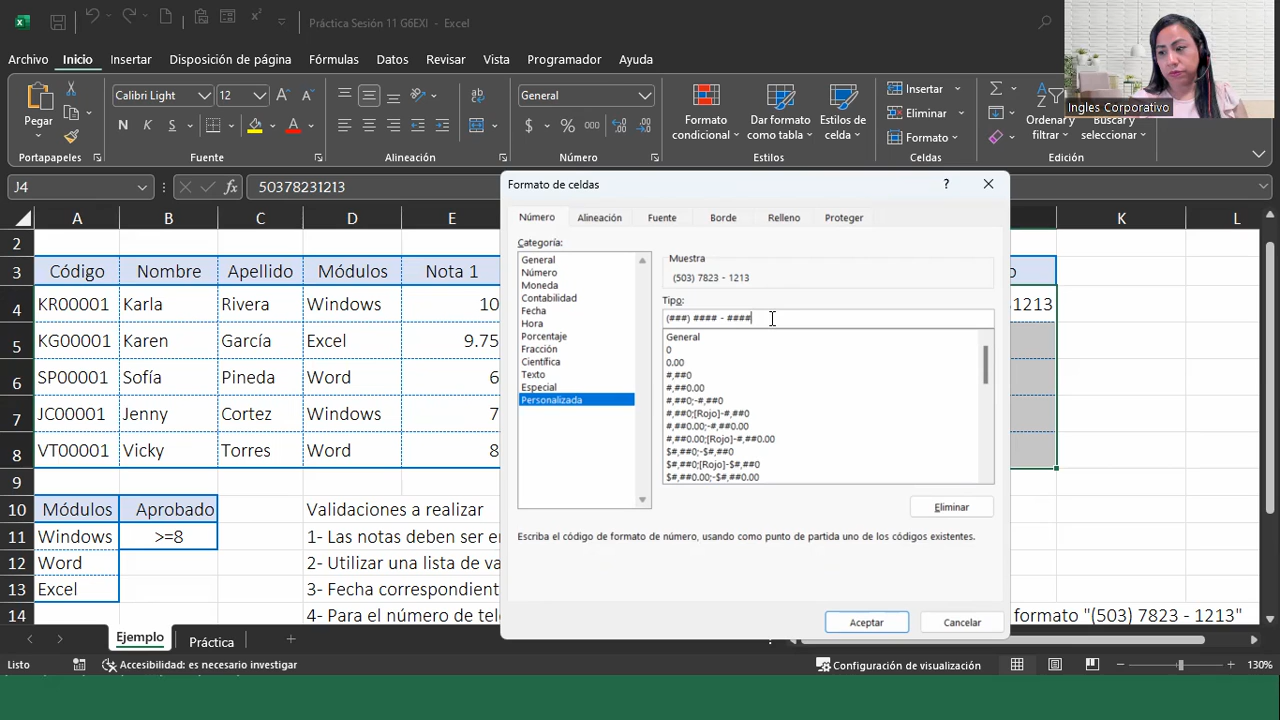 Práctica Sesión 11 G6EXI - Excel
Archivo Inicio Insertar Disposición de página Fórmulas Datos Revisar Vista Programador Ayuda
Pegar
Portapapeles
Calibri Light 12
N K S
Fuente
Alineación
General
$ % 000
Número
Formato condicional
Dar formato como tabla
Estilos de celda
Estilos
Insertar
Eliminar
Formato
Celdas
Ordenar y filtrar
Buscar y seleccionar
Edición
Ingles Corporativo
J4 fx 50378231213
A B C D E K L
2
3 Código Nombre Apellido Módulos Nota 1 o
4 KR00001 Karla Rivera Windows 10 1213
5 KG00001 Karen García Excel 9.75
6 SP00001 Sofía Pineda Word 6
7 JC00001 Jenny Cortez Windows 7
8 VT00001 Vicky Torres Word 8
9
10 Módulos Aprobado Validaciones a realizar
11 Windows >=8 1- Las notas deben ser en
12 Word 2- Utilizar una lista de va
13 Excel 3- Fecha correspondient
14 4- Para el número de tel formato "(503) 7823 - 1213"
Formato de celdas ?
Número Alineación Fuente Borde Relleno Proteger
Categoría:
General
Número
Moneda
Contabilidad
Fecha
Hora
Porcentaje
Fracción
Científica
Texto
Especial
Personalizada
Muestra
(503) 7823 - 1213
Tipo:
(###) #### - ####
General
0
0.00
#,##0
#,##0.00
#,##0;-#,##0
#,##0;[Rojo]-#,##0
#,##0.00;-#,##0.00
#,##0.00;[Rojo]-#,##0.00
$#,##0;-$#,##0
$#,##0;[Rojo]-$#,##0
$#,##0.00;-$#,##0.00
Eliminar
Escriba el código de formato de número, usando como punto de partida uno de los códigos existentes.
Aceptar Cancelar
Ejemplo Práctica
Listo Accesibilidad: es necesario investigar Configuración de visualización 130%